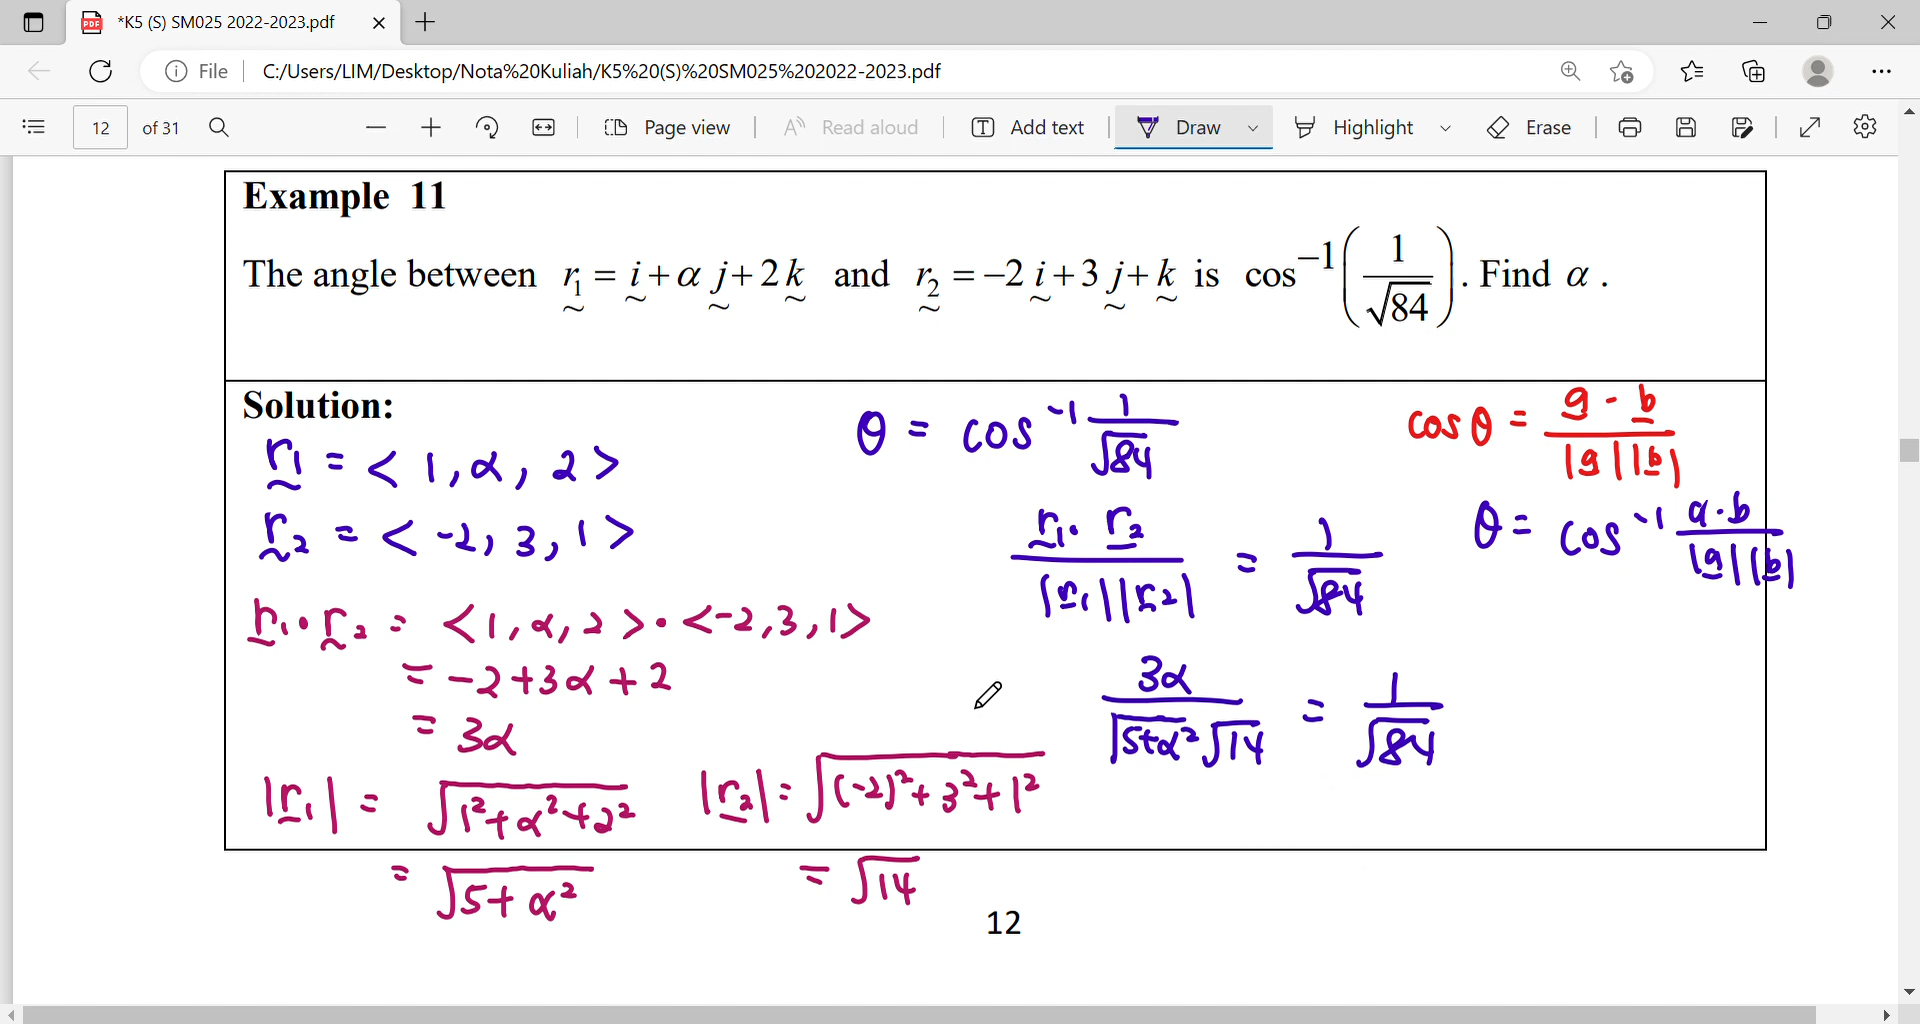 *K5 (S) SM025 2022-2023.pdf
File C:/Users/LIM/Desktop/Nota%20Kuliah/K5%20(S)%20SM025%202022-2023.pdf
12 of 31 Page view Read aloud Add text Draw Highlight Erase
Example 11
The angle between r₁ = i + α j + 2 k and r₂ = −2 i + 3 j + k is cos⁻¹(1/√84). Find α .
Solution:
r₁ = < 1, α, 2 >
r₂ = < -2, 3, 1 >
r₁ · r₂ = <1, α, 2> · <-2, 3, 1>
= -2 + 3α + 2
= 3α
|r₁| = √(1² + α² + 2²)
= √(5 + α²)
|r₂| = √((-2)² + 3² + 1²)
= √14
θ = cos⁻¹ 1/√84
(r₁ · r₂)/(|r₁||r₂|) = 1/√84
3α/(√(5+α²) √14) = 1/√84
cos θ = (a · b)/(|a||b|)
θ = cos⁻¹ (a · b)/(|a||b|)
12